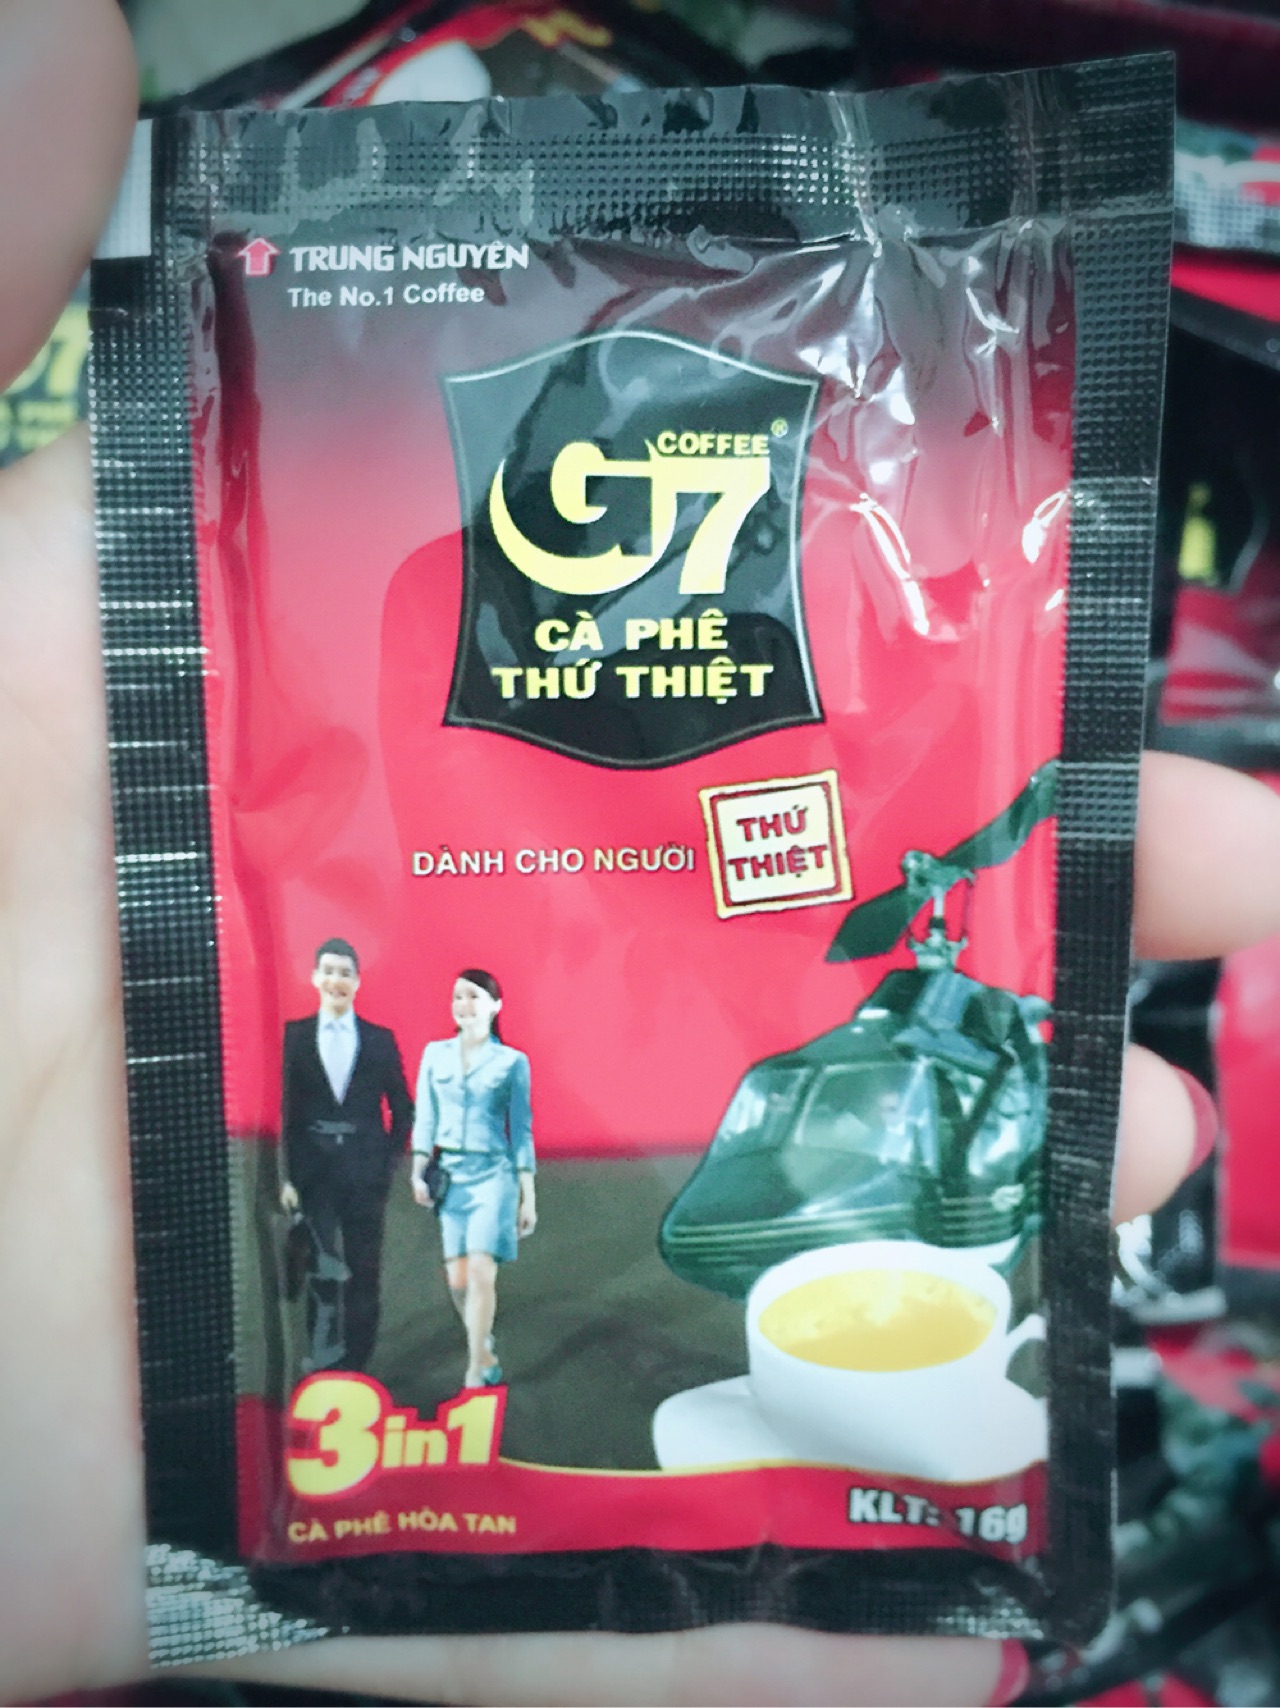 TRUNG NGUYÊN
The No.1 Coffee
COFFEE®
G7
CÀ PHÊ
THỨ THIỆT
DÀNH CHO NGƯỜI
THỨ
THIỆT
3in1
CÀ PHÊ HÒA TAN
KLT: 16g